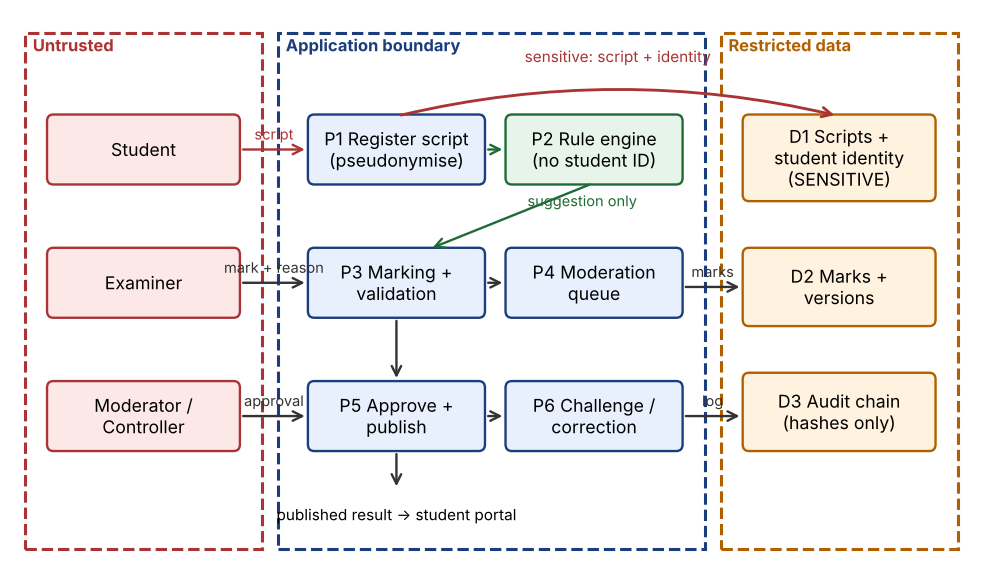 Untrusted
Application boundary
Restricted data
sensitive: script + identity
Student
script
P1 Register script
(pseudonymise)
P2 Rule engine
(no student ID)
D1 Scripts +
student identity
(SENSITIVE)
suggestion only
Examiner
mark + reason
P3 Marking +
validation
P4 Moderation
queue
marks
D2 Marks +
versions
Moderator /
Controller
approval
P5 Approve +
publish
P6 Challenge /
correction
log
D3 Audit chain
(hashes only)
published result → student portal